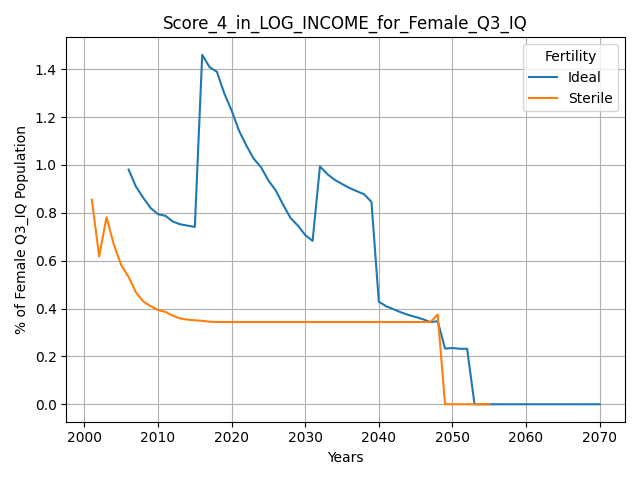 Score_4_in_LOG_INCOME_for_Female_Q3_IQ
Fertility
Ideal
Sterile
% of Female Q3_IQ Population
1.4
1.2
1.0
0.8
0.6
0.4
0.2
0.0
2000 2010 2020 2030 2040 2050 2060 2070
Years